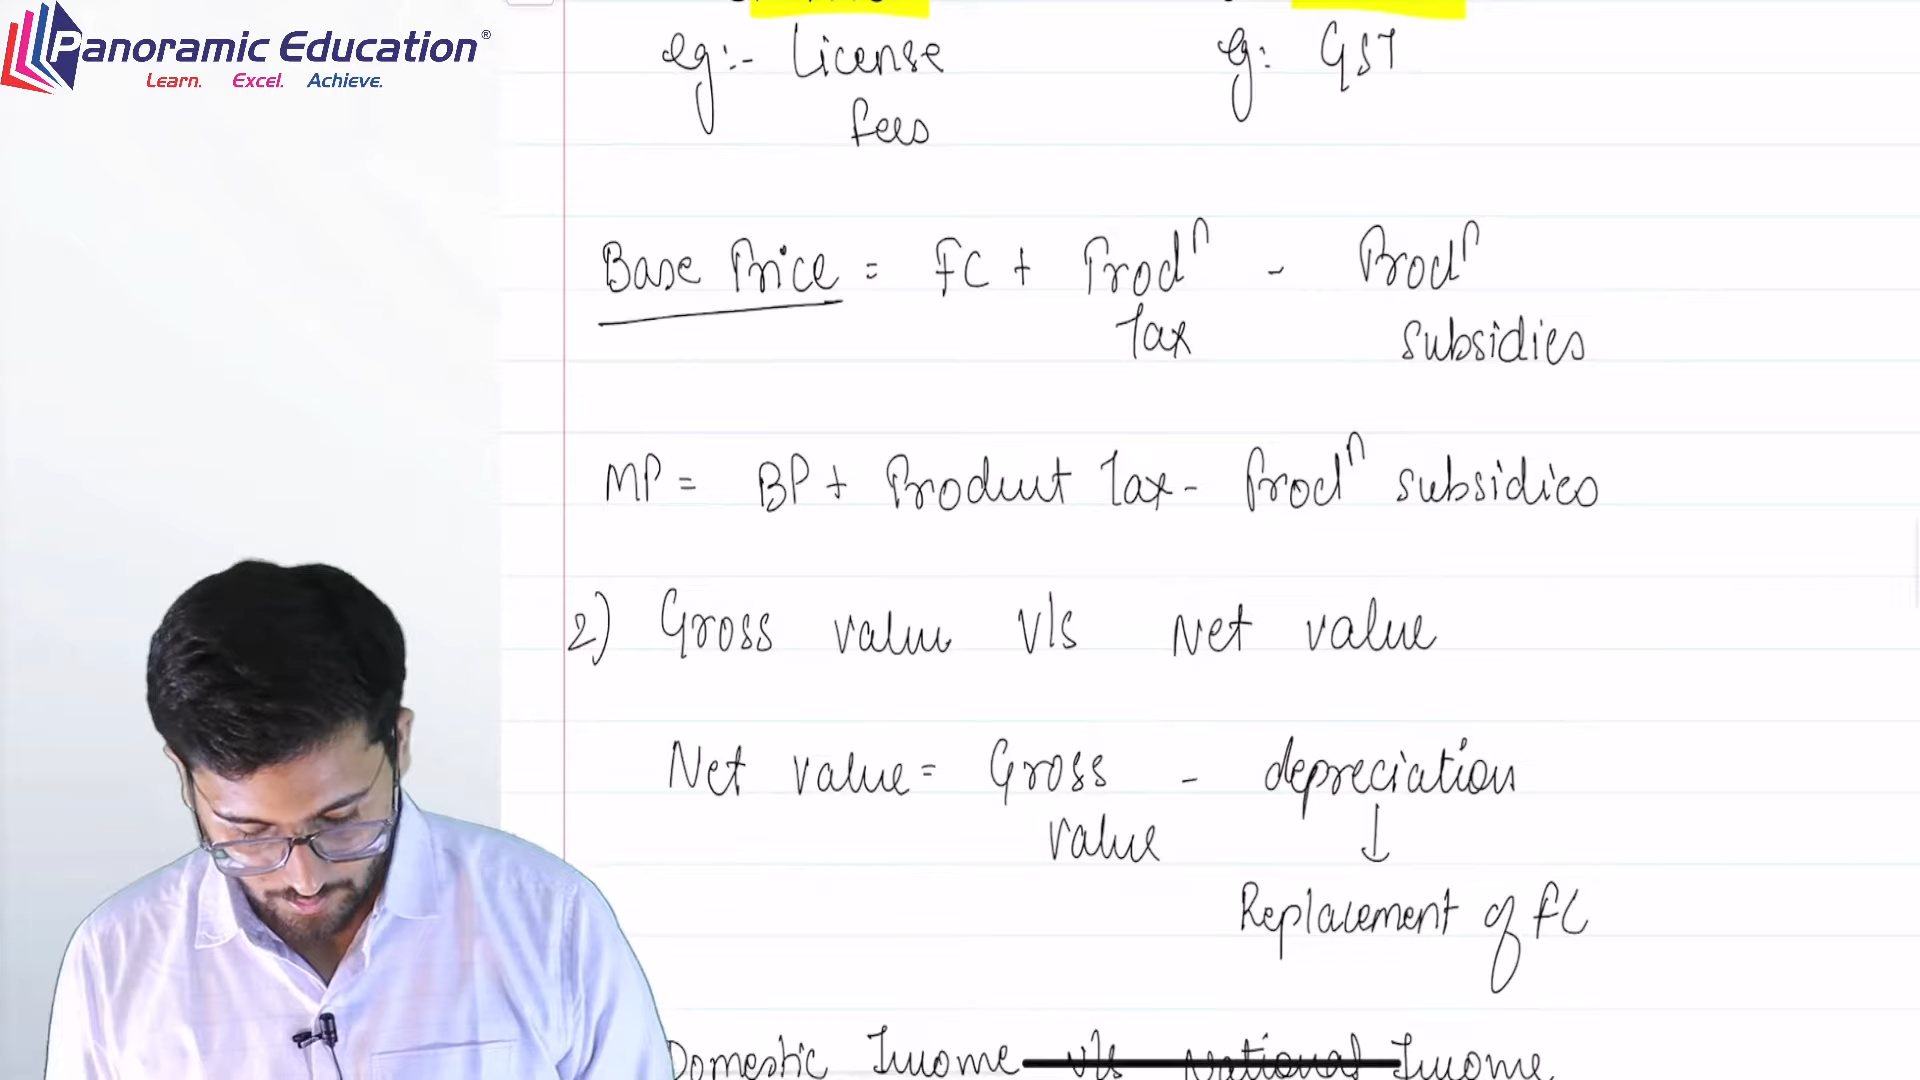 Panoramic Education®
Learn. Excel. Achieve.
eg:- License fees
eg: GST
Base Price = FC + Prodⁿ Tax - Prodⁿ subsidies
MP = BP + Product Tax - Prodⁿ subsidies
2) Gross value v/s Net value
Net value = Gross value - depreciation
↓
Replacement of FC
Domestic Income v/s National Income